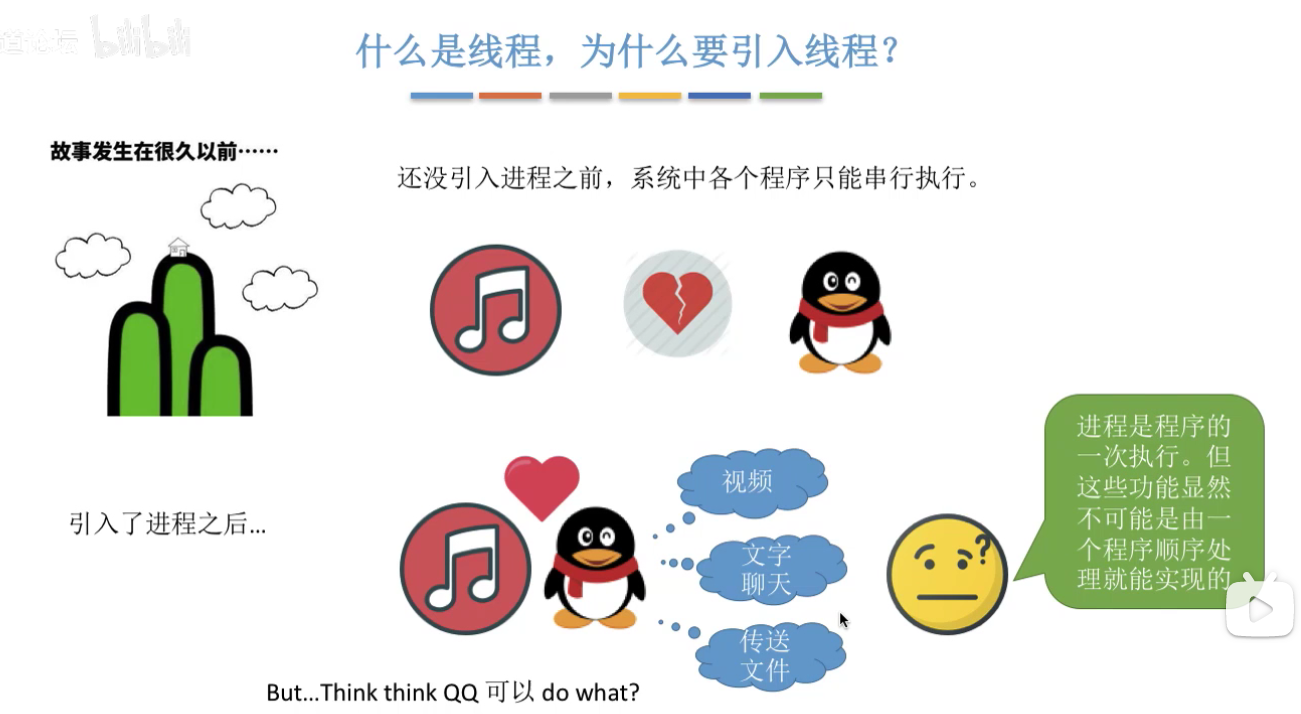 bilibili
什么是线程，为什么要引入线程？
故事发生在很久以前……
还没引入进程之前，系统中各个程序只能串行执行。
引入了进程之后...
视频
文字
聊天
传送
文件
进程是程序的
一次执行。但
这些功能显然
不可能是由一
个程序顺序处
理就能实现的
?
But...Think think QQ 可以 do what?